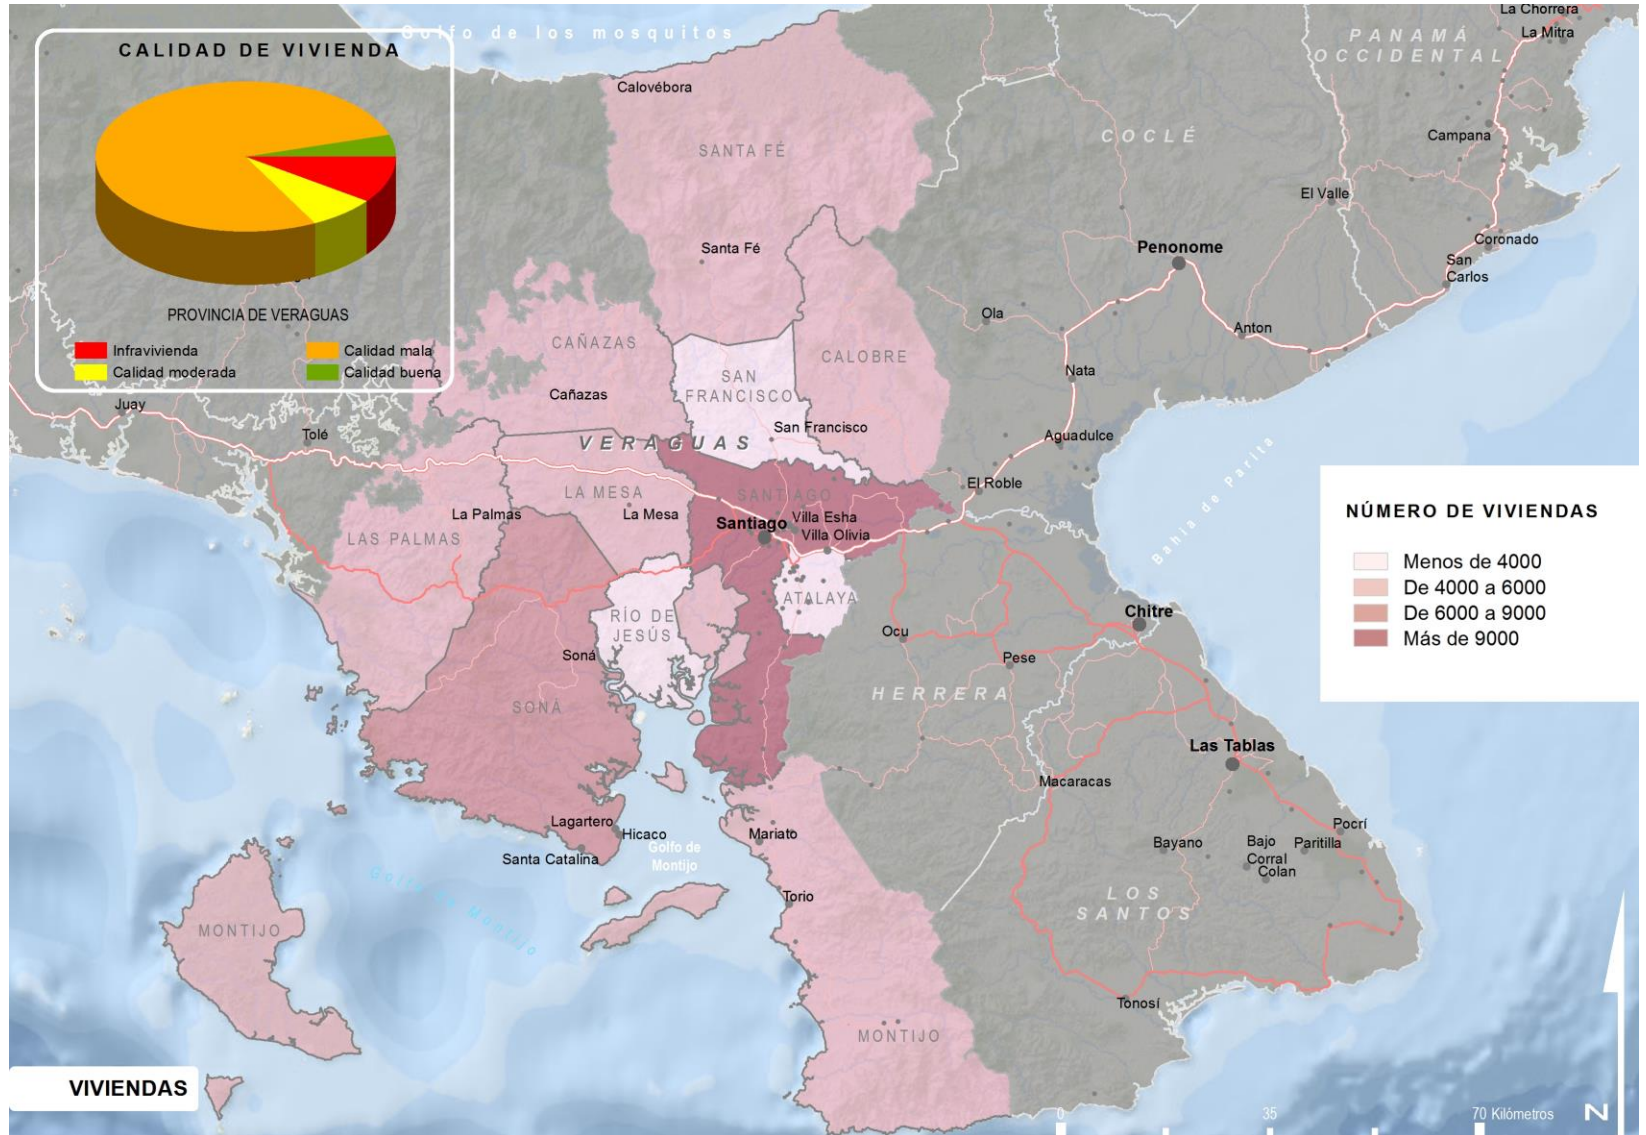 CALIDAD DE VIVIENDA
PROVINCIA DE VERAGUAS
Infravivienda
Calidad mala
Calidad moderada
Calidad buena
Golfo de los mosquitos
La Chorrera
La Mitra
PANAMÁ
OCCIDENTAL
Calovébora
SANTA FÉ
COCLÉ
Campana
El Valle
Santa Fé
Penonome
Coronado
San
Carlos
Ola
Anton
CAÑAZAS
CALOBRE
SAN
FRANCISCO
Nata
Cañazas
Juay
Tolé
San Francisco
VERAGUAS
Aguadulce
Bahia de Parita
El Roble
LA MESA
SANTIAGO
La Palmas
La Mesa
Santiago
Villa Esha
Villa Olivia
LAS PALMAS
NÚMERO DE VIVIENDAS
Menos de 4000
De 4000 a 6000
De 6000 a 9000
Más de 9000
ATALAYA
RÍO DE
JESÚS
Chitre
Ocu
Soná
Pese
HERRERA
SONÁ
Las Tablas
Macaracas
Lagartero
Hicaco
Santa Catalina
Golfo de
Montijo
Mariato
Pocrí
Bayano
Bajo
Corral
Paritilla
Colan
Golfo de Montijo
Torio
LOS
SANTOS
MONTIJO
Tonosí
MONTIJO
VIVIENDAS
0
35
70 Kilómetros
N